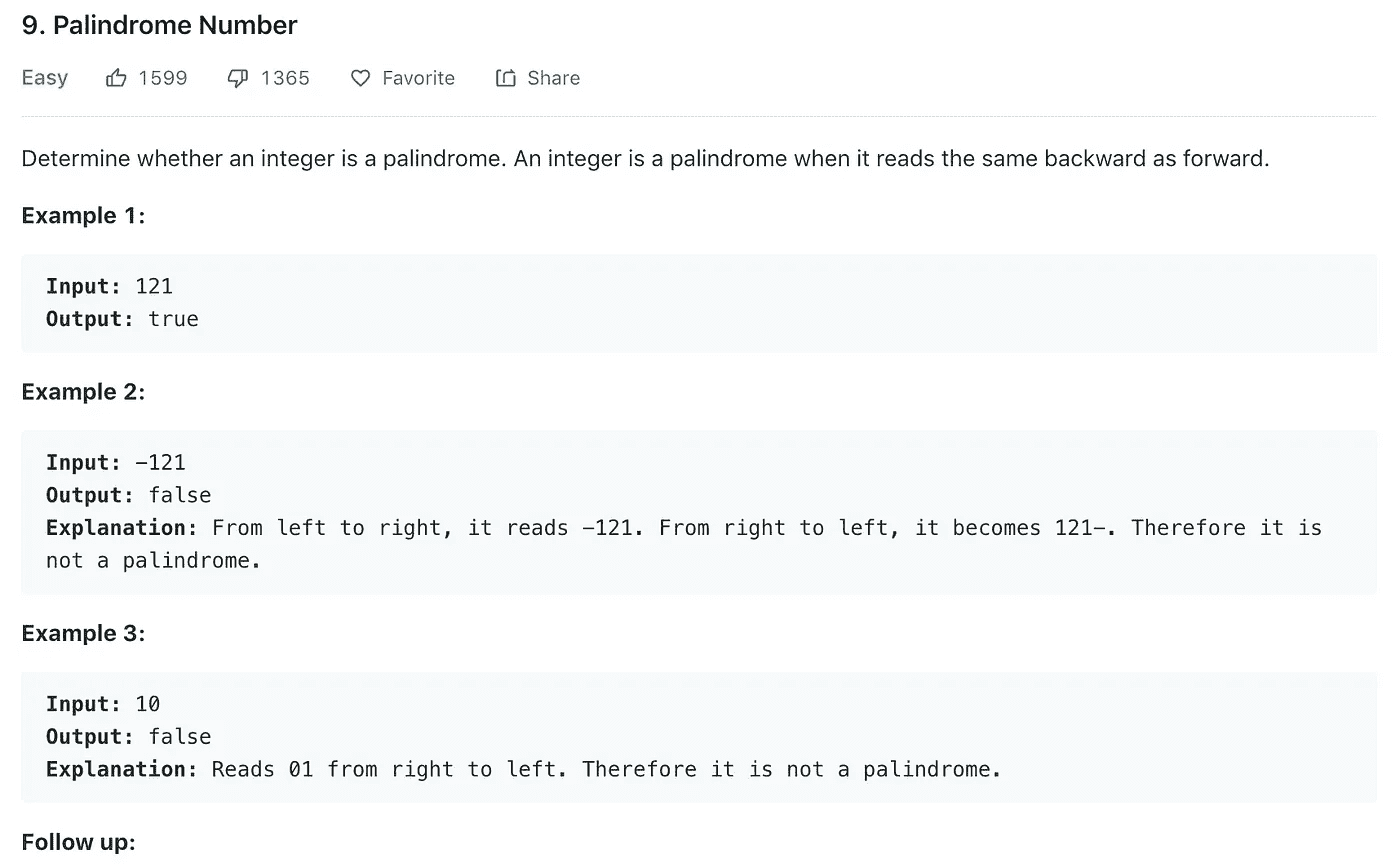 9. Palindrome Number
Easy 1599 1365 Favorite Share
Determine whether an integer is a palindrome. An integer is a palindrome when it reads the same backward as forward.
Example 1:
Input: 121
Output: true
Example 2:
Input: -121
Output: false
Explanation: From left to right, it reads -121. From right to left, it becomes 121-. Therefore it is
not a palindrome.
Example 3:
Input: 10
Output: false
Explanation: Reads 01 from right to left. Therefore it is not a palindrome.
Follow up: